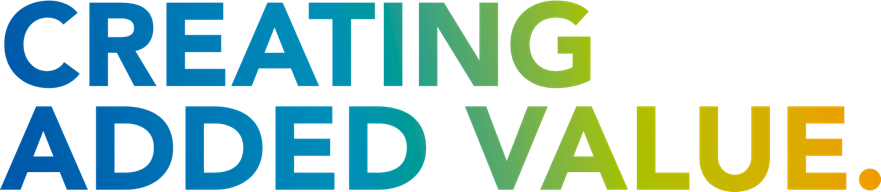 CREATING
ADDED VALUE.